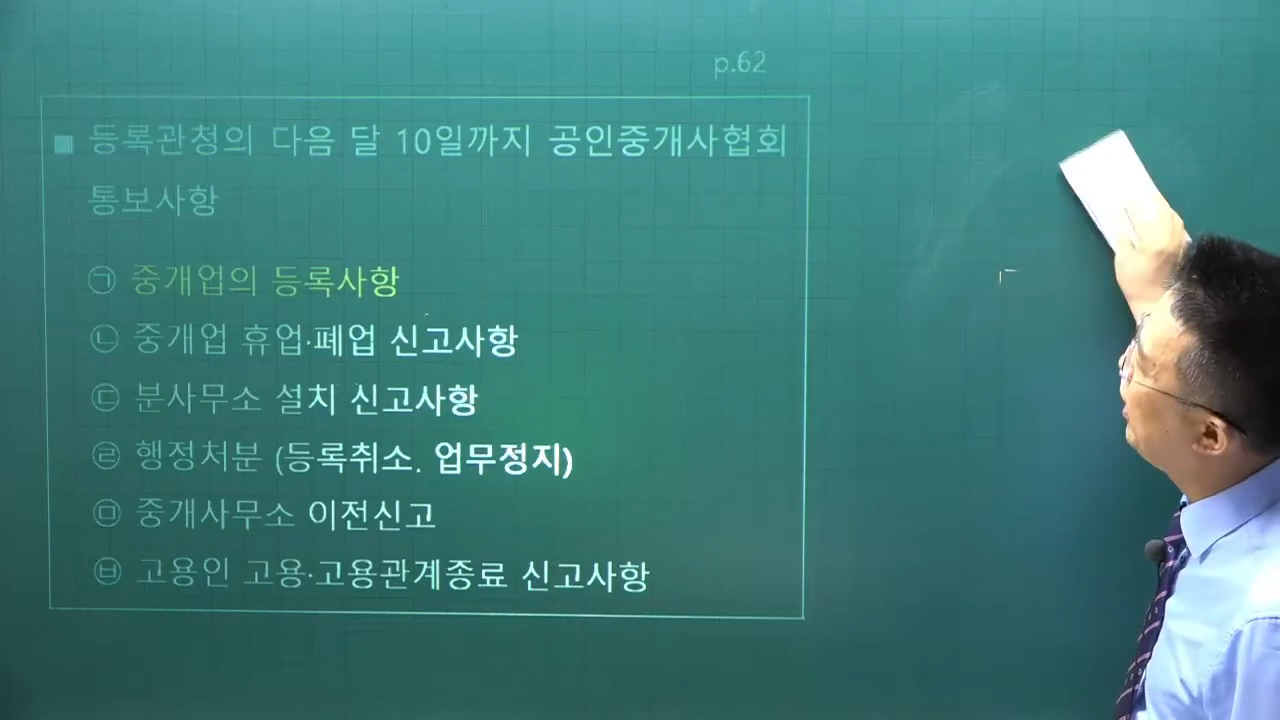 p.62
■ 등록관청의 다음 달 10일까지 공인중개사협회
통보사항
㉠ 중개업의 등록사항
㉡ 중개업 휴업·폐업 신고사항
㉢ 분사무소 설치 신고사항
㉣ 행정처분 (등록취소. 업무정지)
㉤ 중개사무소 이전신고
㉥ 고용인 고용·고용관계종료 신고사항